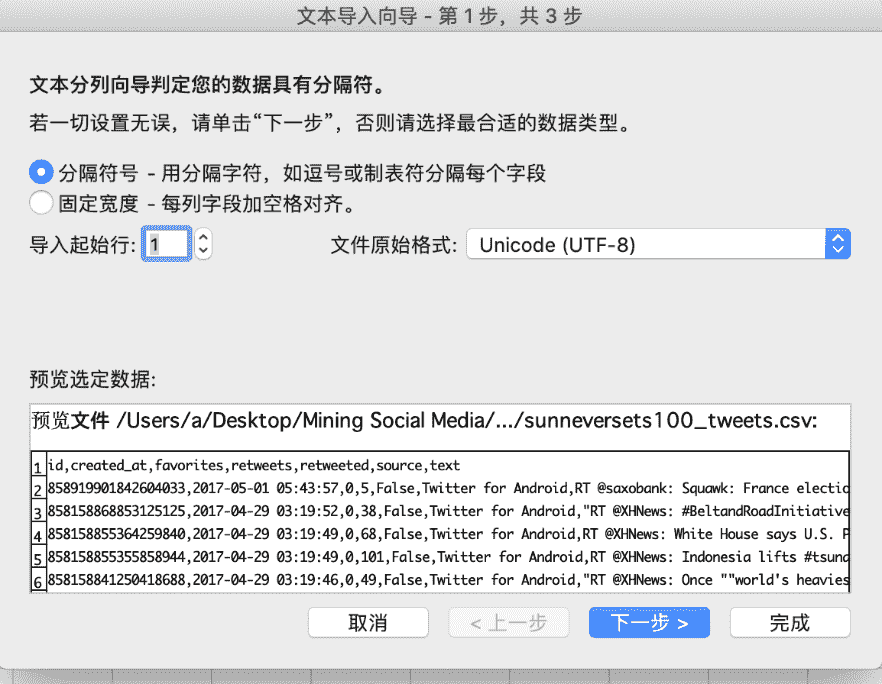 文本导入向导 - 第 1 步，共 3 步
文本分列向导判定您的数据具有分隔符。
若一切设置无误，请单击“下一步”，否则请选择最合适的数据类型。
分隔符号 - 用分隔字符，如逗号或制表符分隔每个字段
固定宽度 - 每列字段加空格对齐。
导入起始行: 1 文件原始格式: Unicode (UTF-8)
预览选定数据:
预览文件 /Users/a/Desktop/Mining Social Media/.../sunneversets100_tweets.csv:
1 id,created_at,favorites,retweets,retweeted,source,text
2 858919901842604033,2017-05-01 05:43:57,0,5,False,Twitter for Android,RT @saxobank: Squawk: France electio
3 858158868853125125,2017-04-29 03:19:52,0,38,False,Twitter for Android,"RT @XHNews: #BeltandRoadInitiative
4 858158855364259840,2017-04-29 03:19:49,0,68,False,Twitter for Android,RT @XHNews: White House says U.S. P
5 858158855355858944,2017-04-29 03:19:49,0,101,False,Twitter for Android,RT @XHNews: Indonesia lifts #tsuna
6 858158841250418688,2017-04-29 03:19:46,0,49,False,Twitter for Android,"RT @XHNews: Once ""world's heavies
取消 < 上一步 下一步 > 完成